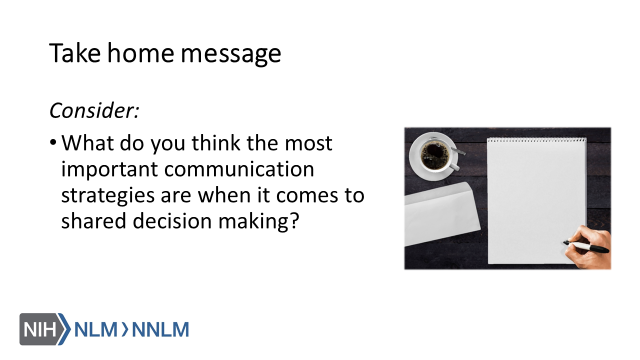 Take home message
Consider:
• What do you think the most
important communication
strategies are when it comes to
shared decision making?
NIH NLM NNLM